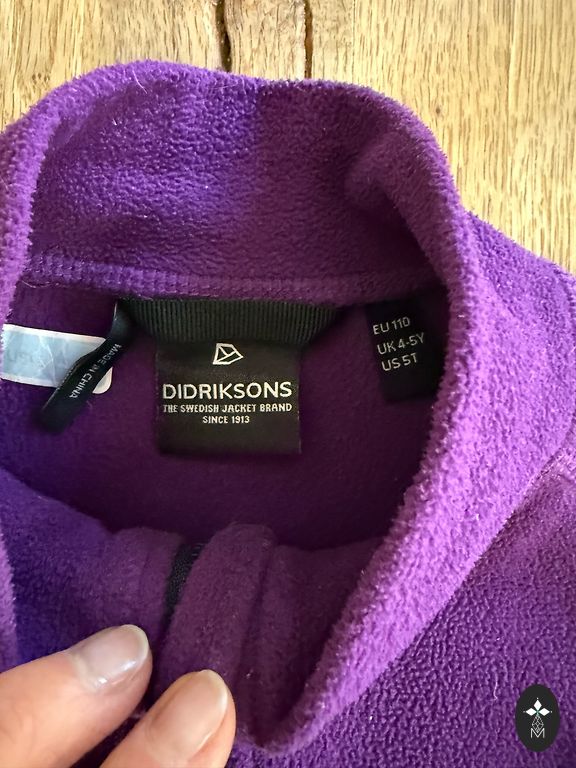 MADE IN CHINA
DIDRIKSONS
THE SWEDISH JACKET BRAND
SINCE 1913
EU 110
UK 4-5Y
US 5T
M